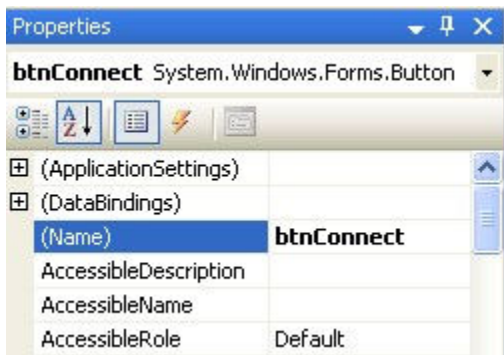 Properties
btnConnect System.Windows.Forms.Button
A
Z
(ApplicationSettings)
(DataBindings)
(Name) btnConnect
AccessibleDescription
AccessibleName
AccessibleRole Default